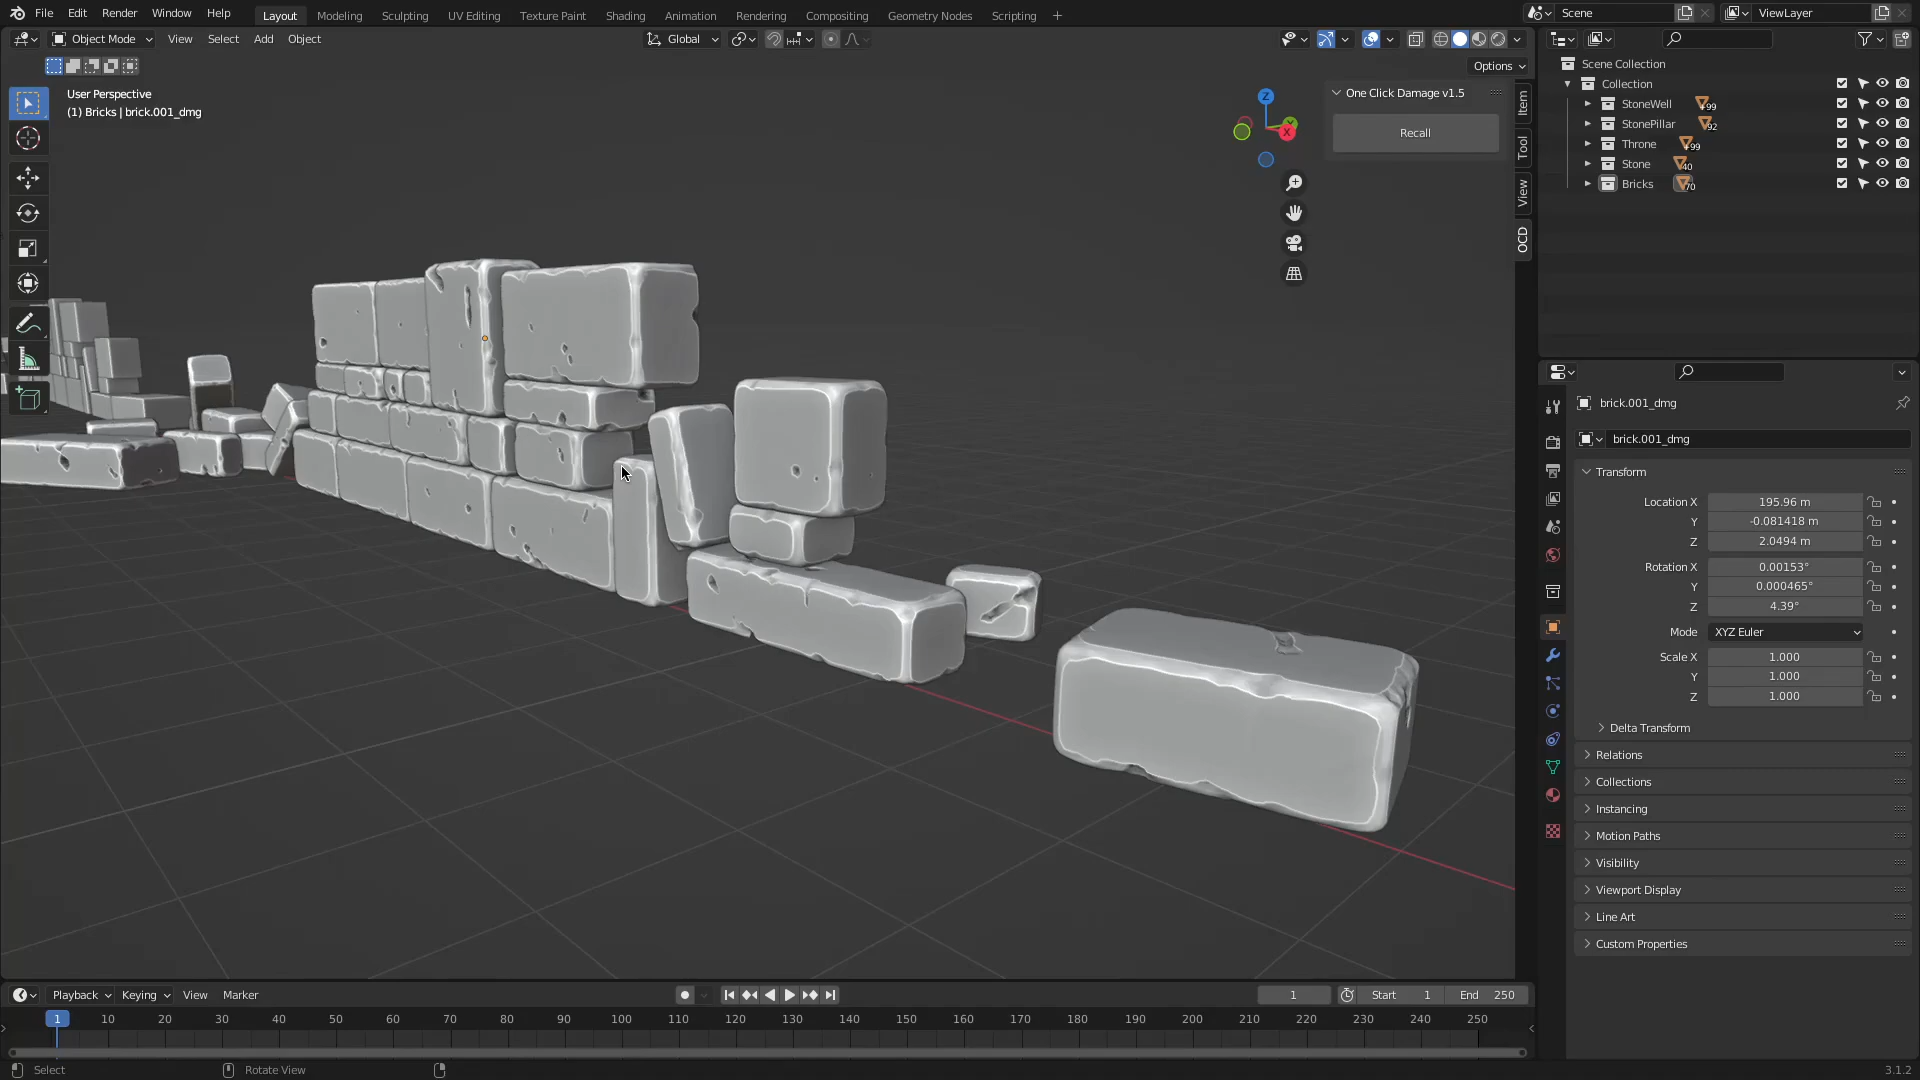 File Edit Render Window Help
Layout Modeling Sculpting UV Editing Texture Paint Shading Animation Rendering Compositing Geometry Nodes Scripting +
Scene
ViewLayer
Object Mode View Select Add Object
Global
Options
User Perspective
(1) Bricks | brick.001_dmg
Z
Y
X
One Click Damage v1.5
Recall
Item
Tool
View
OCD
Scene Collection
Collection
StoneWell +99
StonePillar 92
Throne +99
Stone 40
Bricks 70
brick.001_dmg
brick.001_dmg
Transform
Location X 195.96 m
Y -0.081418 m
Z 2.0494 m
Rotation X 0.00153°
Y 0.000465°
Z 4.39°
Mode XYZ Euler
Scale X 1.000
Y 1.000
Z 1.000
Delta Transform
Relations
Collections
Instancing
Motion Paths
Visibility
Viewport Display
Line Art
Custom Properties
Playback Keying View Marker
1 Start 1 End 250
1 10 20 30 40 50 60 70 80 90 100 110 120 130 140 150 160 170 180 190 200 210 220 230 240 250
Select Rotate View 3.1.2